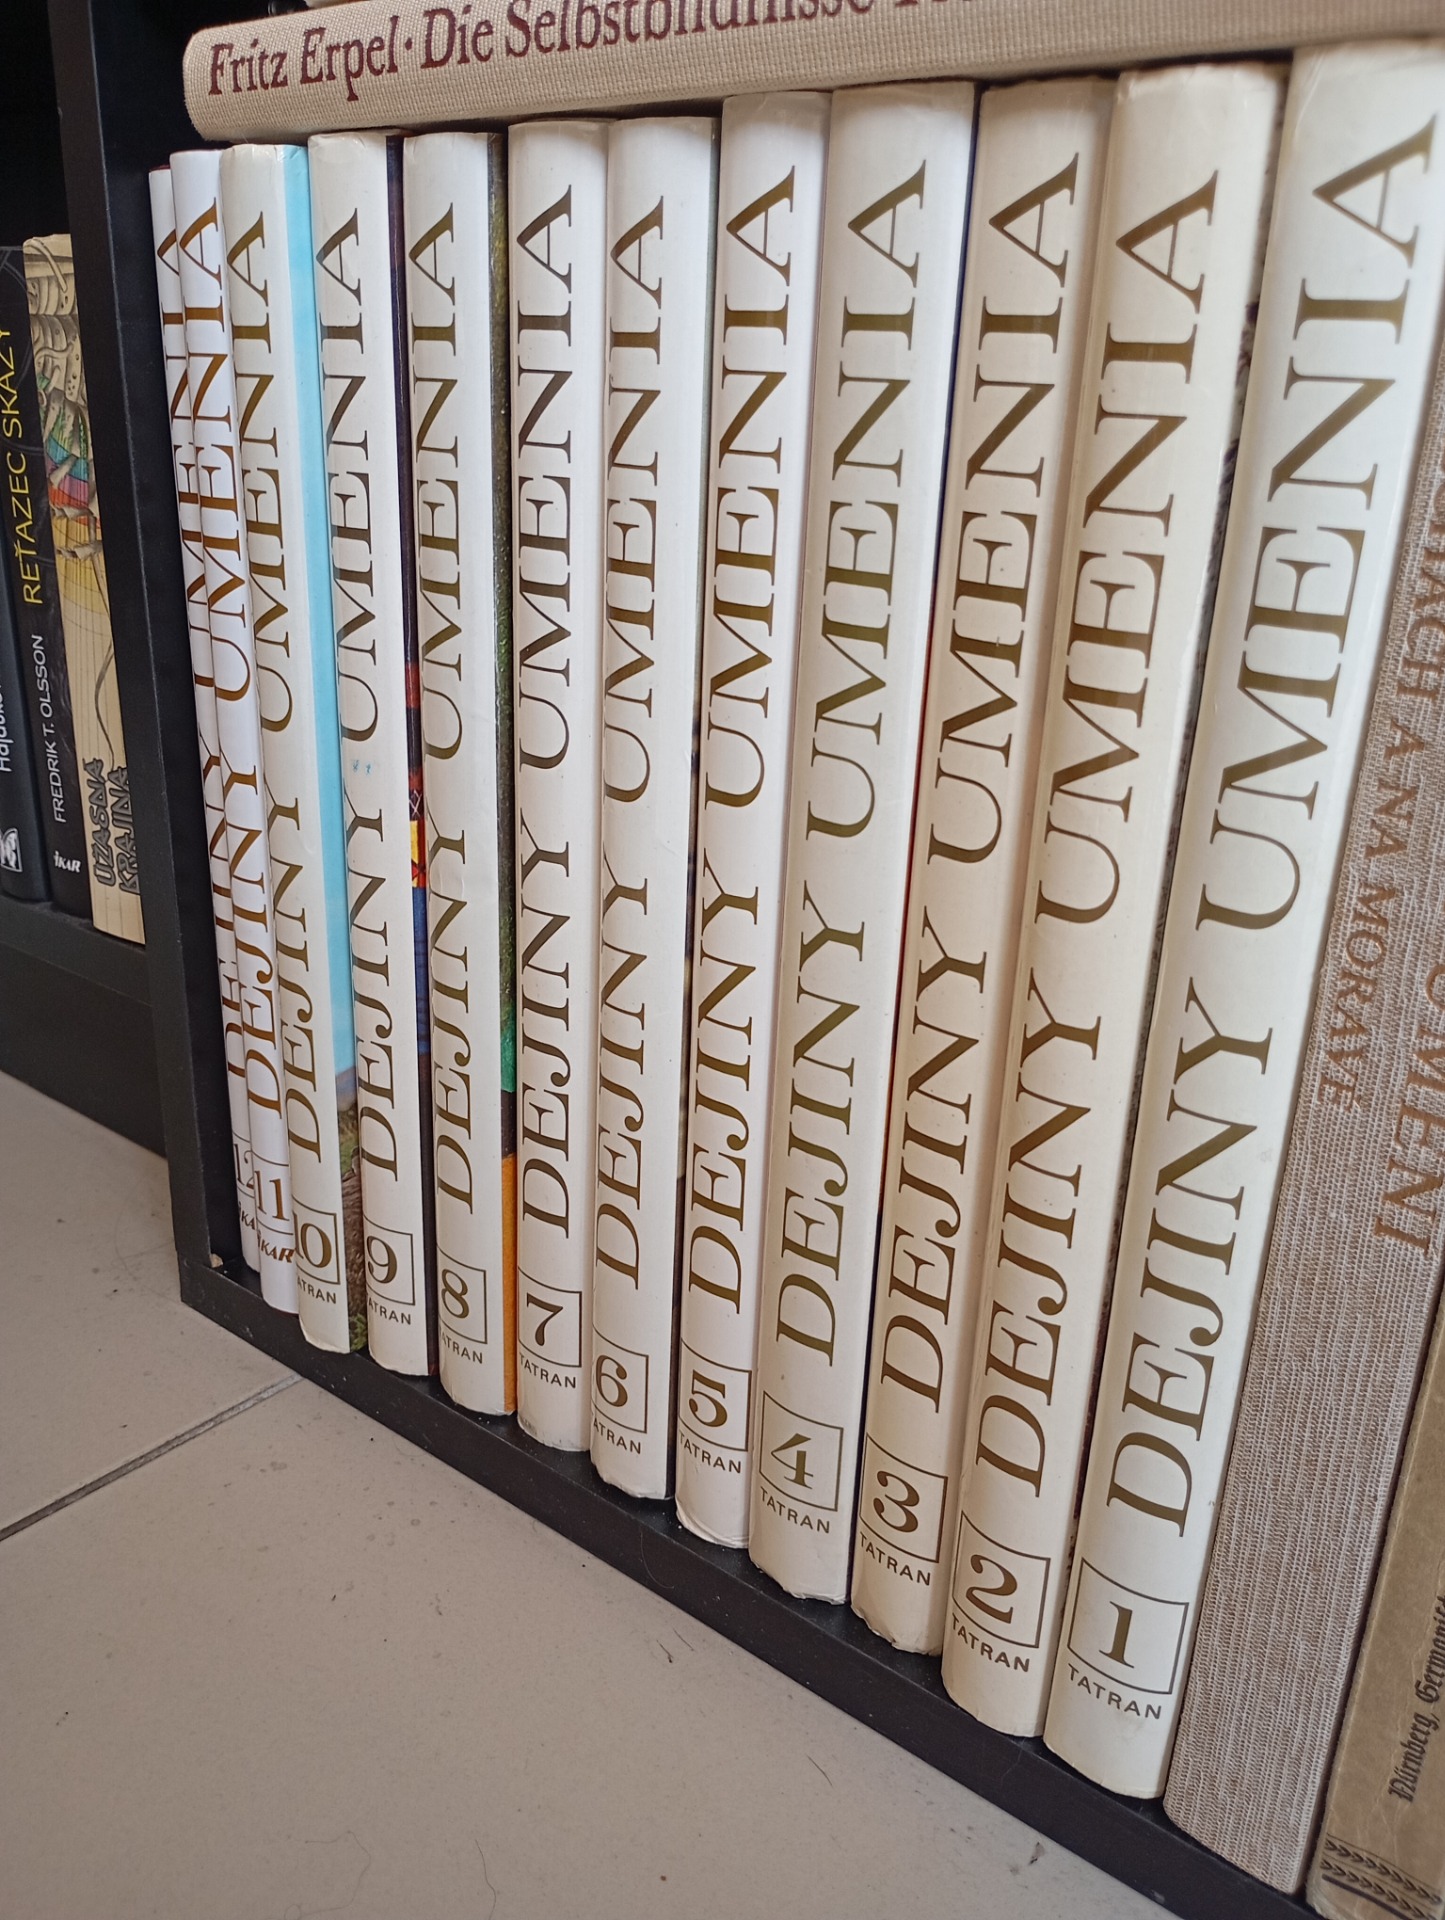 Fritz Erpel · Die Selbstbildnisse
REŤAZEC SKAZY
FREDRIK T. OLSSON
IKAR
ÚŽASNÁ
KRAJINA
DEJINY UMENIA
12
DEJINY UMENIA
11
IKAR
DEJINY UMENIA
10
TATRAN
DEJINY UMENIA
9
TATRAN
DEJINY UMENIA
8
TATRAN
DEJINY UMENIA
7
TATRAN
DEJINY UMENIA
6
TATRAN
DEJINY UMENIA
5
TATRAN
DEJINY UMENIA
4
TATRAN
DEJINY UMENIA
3
TATRAN
DEJINY UMENIA
2
TATRAN
DEJINY UMENIA
1
TATRAN
A NA MORAVĚ
UMĚNÍ
Nürnberg,